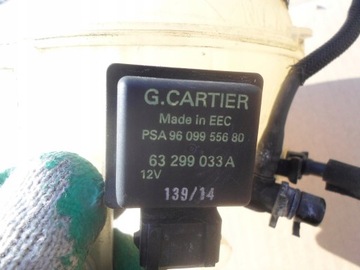 G.CARTIER
Made in EEC
PSA 96 099 556 80
63 299 033 A
12V
139/14